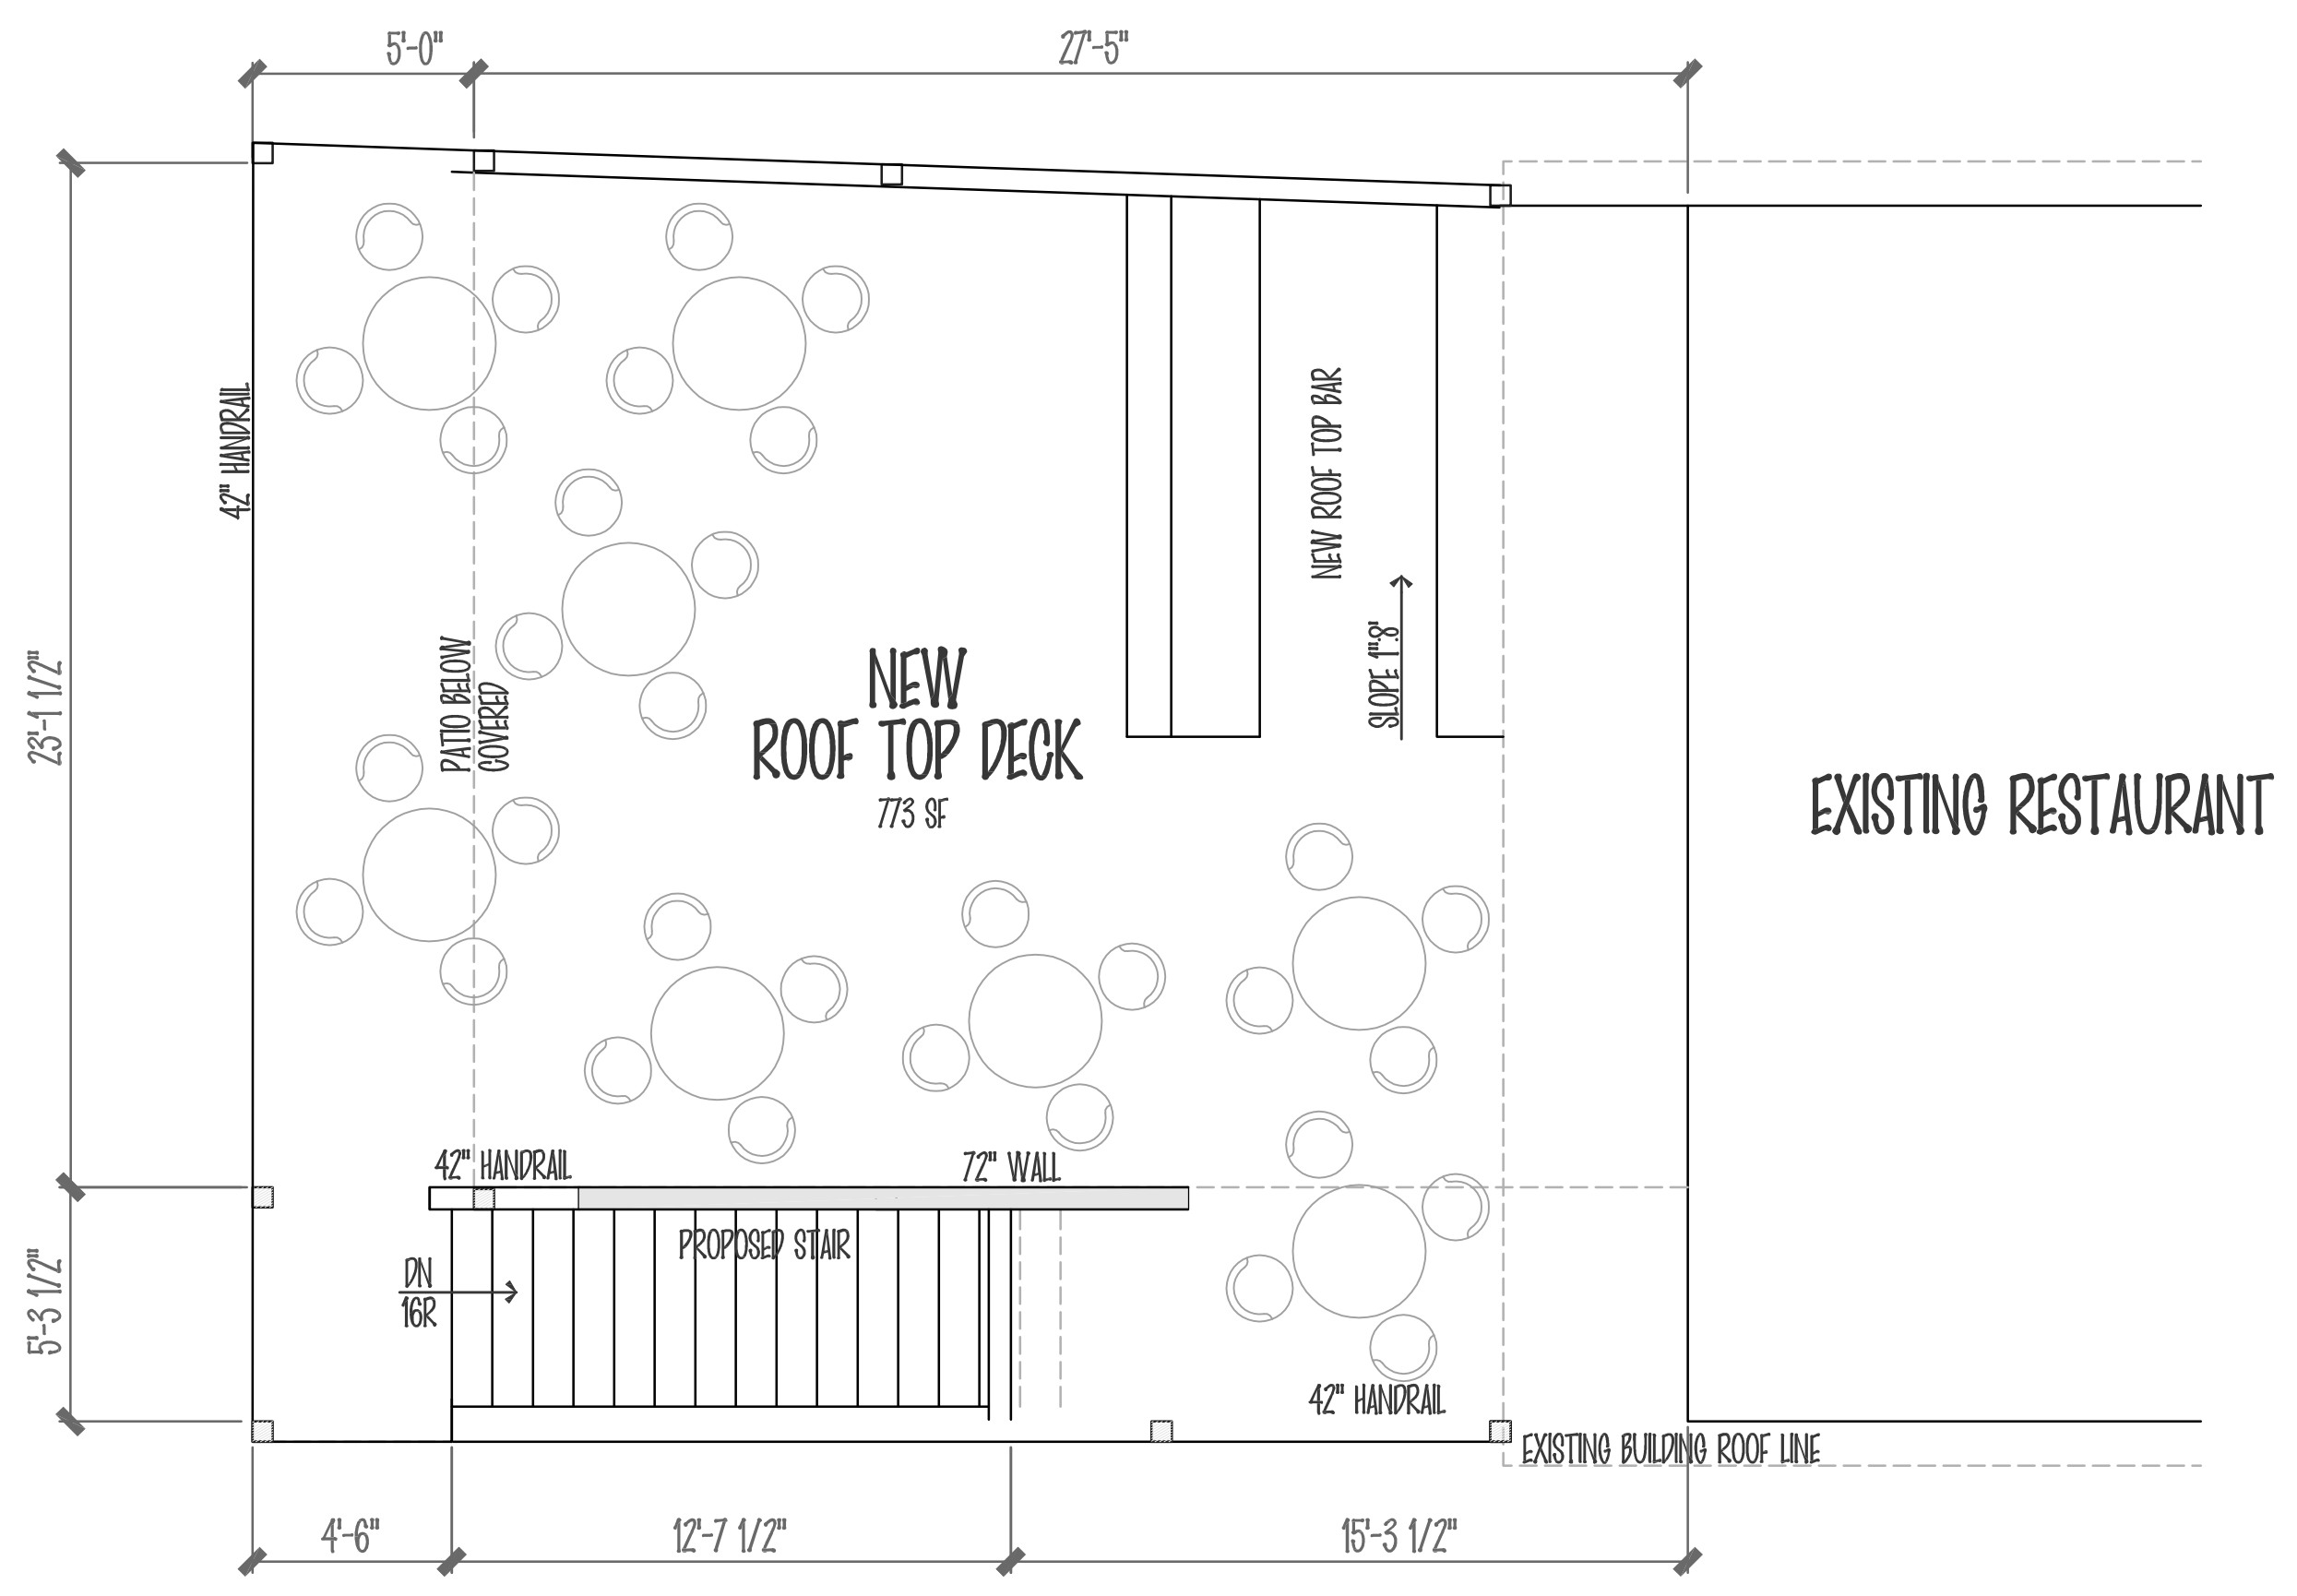 5'-0"
27'-5"
42" HANDRAIL
23'-1 1/2"
NEW ROOF TOP BAR
SLOPE 1":8"
PATIO BELOW
COVERED
NEW
ROOF TOP DECK
773 SF
EXISTING RESTAURANT
42" HANDRAIL
72" WALL
PROPOSED STAIR
DN
16R
5'-3 1/2"
42" HANDRAIL
EXISTING BUILDING ROOF LINE
4'-6"
12'-7 1/2"
15'-3 1/2"